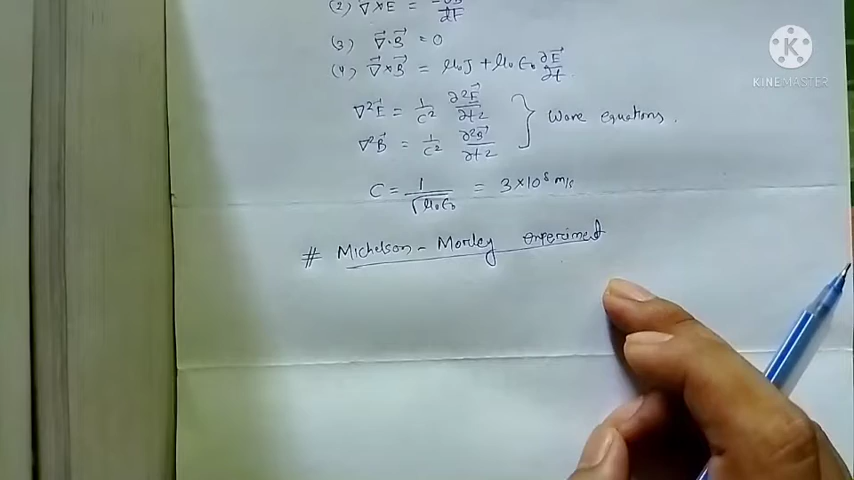 (2) ∇×E = -∂B/dF
(3) ∇⃗·B⃗ = 0
(4) ∇⃗×B⃗ = μ₀J + μ₀ε₀ ∂E⃗/∂t
∇²E⃗ = 1/c² ∂²E⃗/∂t2 } Wave equations.
∇²B⃗ = 1/c² ∂²B⃗/∂t2
C = 1/√μ₀ε₀ = 3×10⁸ m/s
# Michelson - Morley experiment
K
KINEMASTER